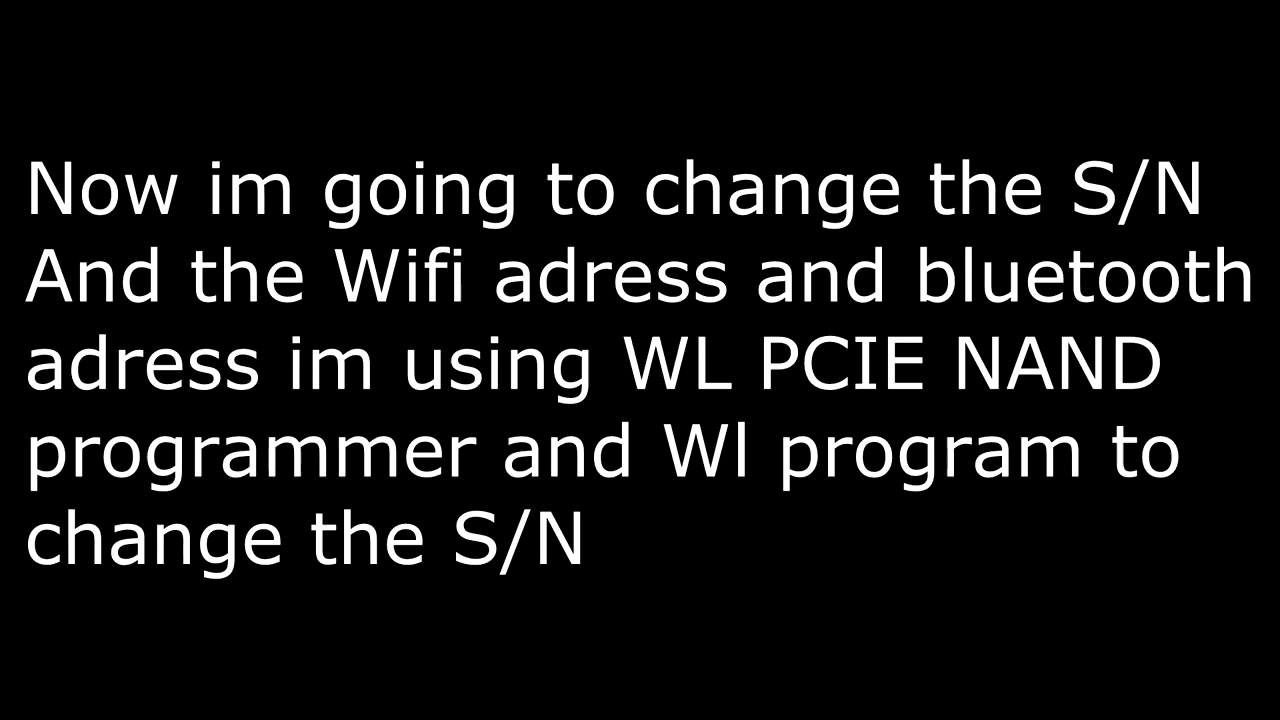 Now im going to change the S/N
And the Wifi adress and bluetooth
adress im using WL PCIE NAND
programmer and Wl program to
change the S/N